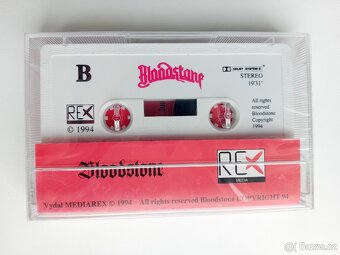 B Bloodstone
DOLBY SYSTEM
STEREO
19'31"
REX
© 1994
All rights
reserved
Bloodstone
Copyright
1994
Bloodstone
REX
MEDIA
Vydal MEDIAREX © 1994 All rights reserved Bloodstone COPYRIGHT 94
bazos.cz